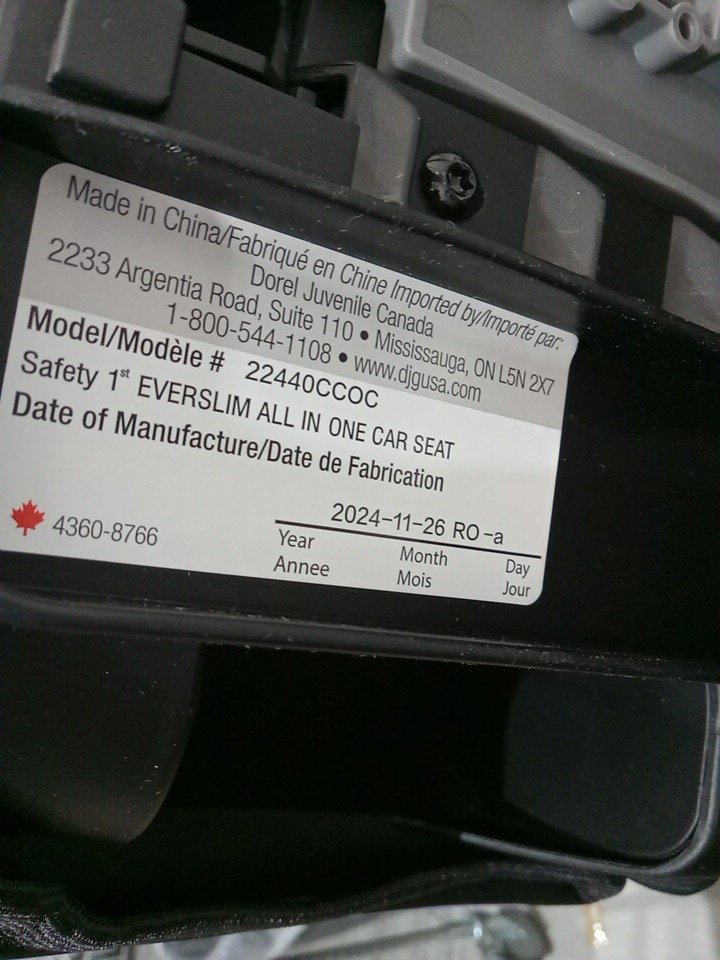 Made in China/Fabriqué en Chine Imported by/Importé par:
Dorel Juvenile Canada
2233 Argentia Road, Suite 110 • Mississauga, ON L5N 2X7
1-800-544-1108 • www.djgusa.com
Model/Modèle # 22440CCOC
Safety 1st EVERSLIM ALL IN ONE CAR SEAT
Date of Manufacture/Date de Fabrication
2024-11-26 RO-a
4360-8766
Year Month Day
Annee Mois Jour